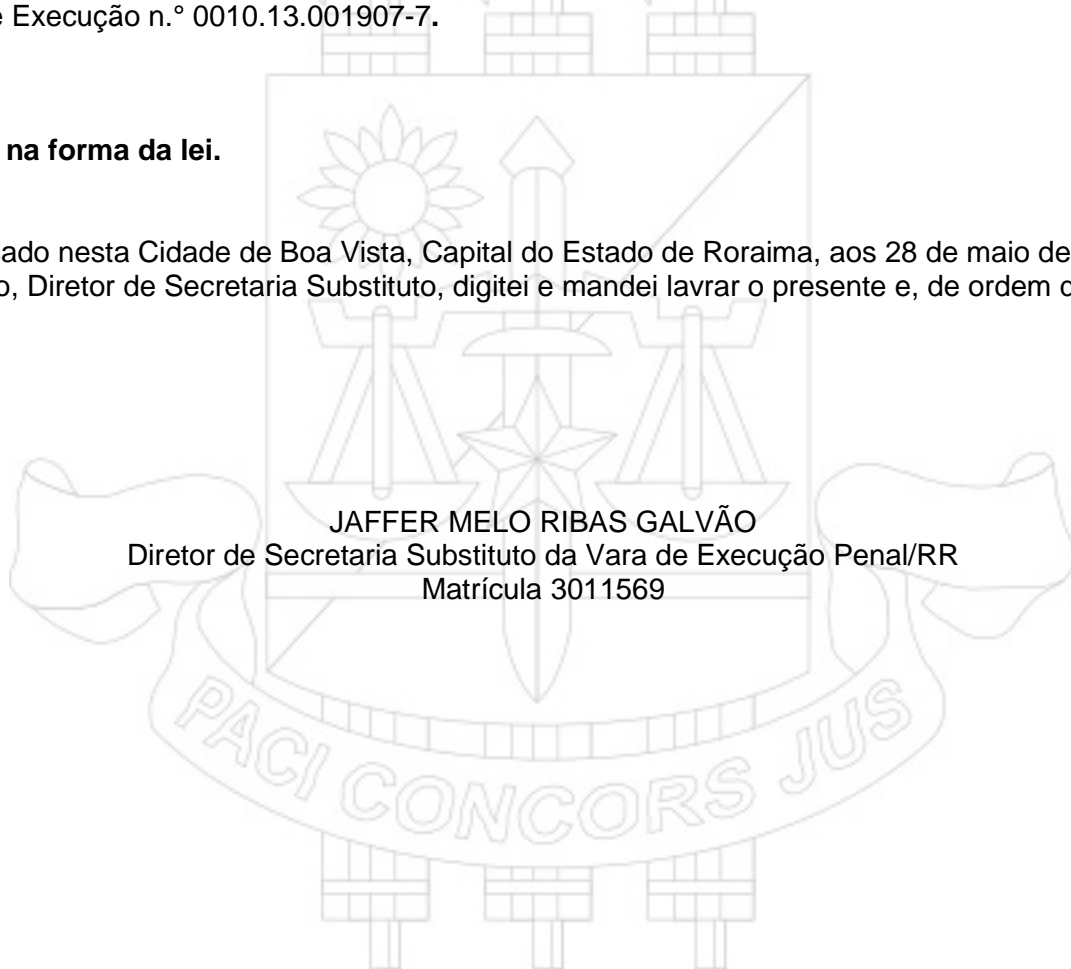 e Execução n.° 0010.13.001907-7.
na forma da lei.
ado nesta Cidade de Boa Vista, Capital do Estado de Roraima, aos 28 de maio de
o, Diretor de Secretaria Substituto, digitei e mandei lavrar o presente e, de ordem d
JAFFER MELO RIBAS GALVÃO
Diretor de Secretaria Substituto da Vara de Execução Penal/RR
Matrícula 3011569
PACI CONCORS JUS